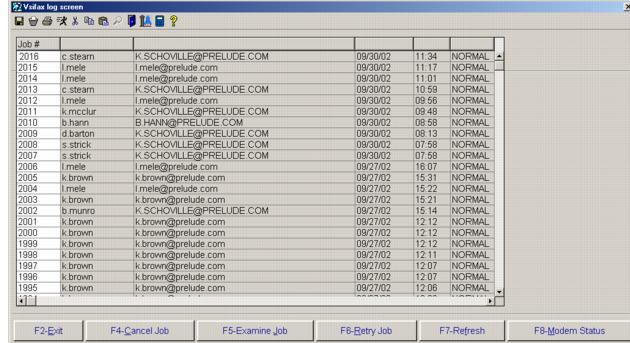 Vsifax log screen
Job #
2016 c.stearn K.SCHOVILLE@PRELUDE.COM 09/30/02 11:34 NORMAL
2015 l.mele K.SCHOVILLE@PRELUDE.COM 09/30/02 11:17 NORMAL
2014 l.mele l.mele@prelude.com 09/30/02 11:01 NORMAL
2013 c.stearn K.SCHOVILLE@PRELUDE.COM 09/30/02 10:59 NORMAL
2012 l.mele l.mele@prelude.com 09/30/02 09:56 NORMAL
2011 k.mcclur K.SCHOVILLE@PRELUDE.COM 09/30/02 09:48 NORMAL
2010 b.hann B.HANN@PRELUDE.COM 09/30/02 08:58 NORMAL
2009 d.barton K.SCHOVILLE@PRELUDE.COM 09/30/02 08:13 NORMAL
2008 s.strick K.SCHOVILLE@PRELUDE.COM 09/30/02 07:58 NORMAL
2007 s.strick K.SCHOVILLE@PRELUDE.COM 09/30/02 07:58 NORMAL
2006 l.mele l.mele@prelude.com 09/27/02 16:07 NORMAL
2005 k.brown k.brown@prelude.com 09/27/02 15:31 NORMAL
2004 l.mele l.mele@prelude.com 09/27/02 15:22 NORMAL
2003 k.brown k.brown@prelude.com 09/27/02 15:21 NORMAL
2002 b.munro K.SCHOVILLE@PRELUDE.COM 09/27/02 15:14 NORMAL
2001 k.brown k.brown@prelude.com 09/27/02 12:12 NORMAL
2000 k.brown k.brown@prelude.com 09/27/02 12:12 NORMAL
1999 k.brown k.brown@prelude.com 09/27/02 12:12 NORMAL
1998 k.brown k.brown@prelude.com 09/27/02 12:11 NORMAL
1997 k.brown k.brown@prelude.com 09/27/02 12:07 NORMAL
1996 k.brown k.brown@prelude.com 09/27/02 12:07 NORMAL
1995 k.brown k.brown@prelude.com 09/27/02 12:06 NORMAL
F2-Exit F4-Cancel Job F5-Examine Job F6-Retry Job F7-Refresh F8-Modem Status